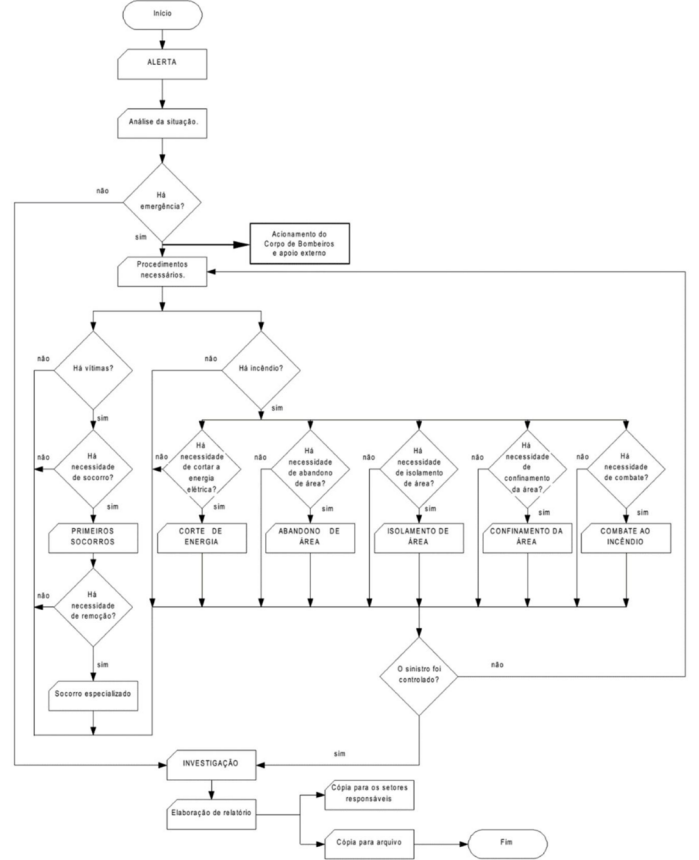 Início
ALERTA
Análise da situação.
Há
emergência?
não
sim
Acionamento do
Corpo de Bombeiros
e apoio externo
Procedimentos
necessários.
não
Há vítimas?
sim
não
Há incêndio?
sim
não
Há
necessidade
de socorro?
sim
não
Há
necessidade
de cortar a
energia
elétrica?
sim
não
Há
necessidade
de abandono
de área?
sim
não
Há
necessidade
de isolamento
de área?
sim
não
Há
necessidade
de
confinamento
da área?
sim
não
Há
necessidade
de combate?
sim
PRIMEIROS
SOCORROS
CORTE DE
ENERGIA
ABANDONO DE
ÁREA
ISOLAMENTO DE
ÁREA
CONFINAMENTO DA
ÁREA
COMBATE AO
INCÊNDIO
não
Há
necessidade
de remoção?
sim
Socorro especializado
O sinistro foi
controlado?
não
sim
INVESTIGAÇÃO
Elaboração de relatório
Cópia para os setores
responsáveis
Cópia para arquivo
Fim